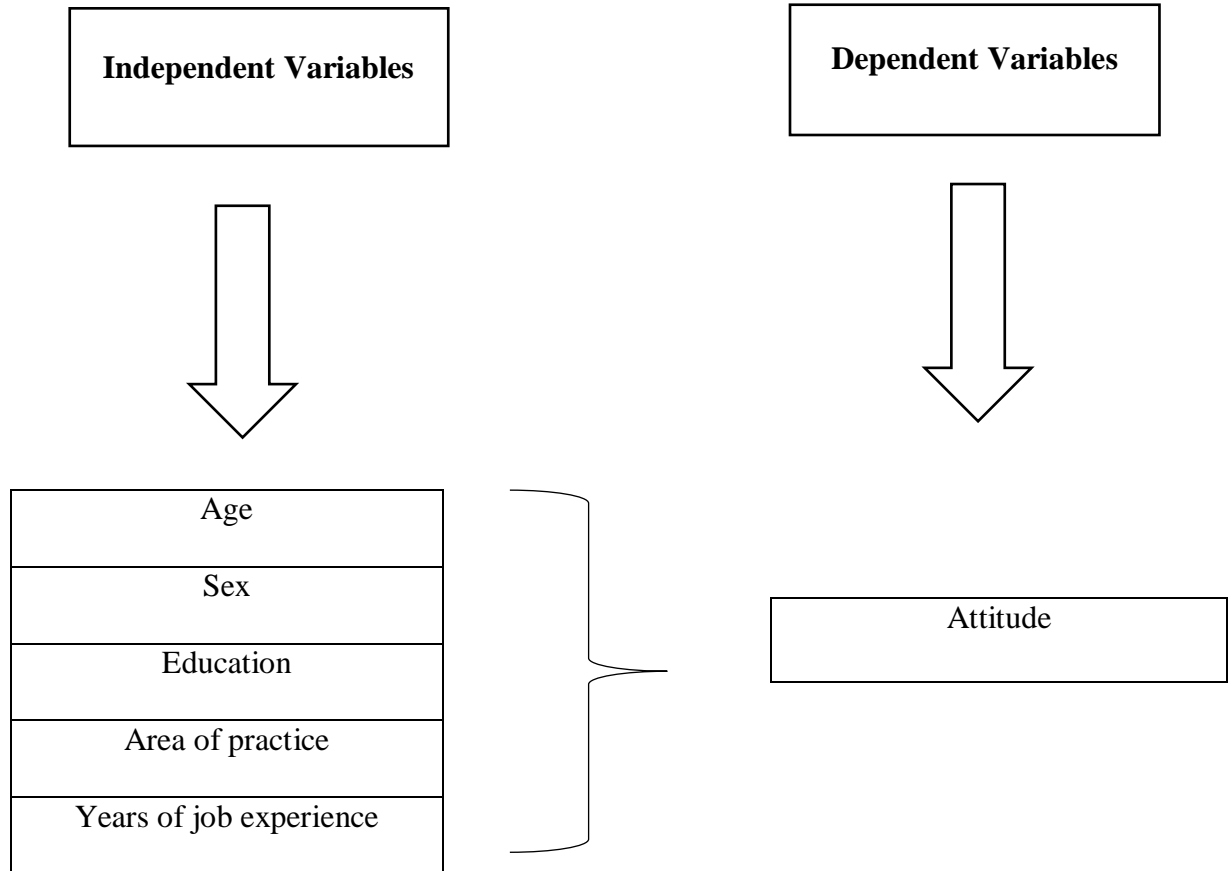 Independent Variables
Dependent Variables
Age
Sex
Education
Area of practice
Years of job experience
Attitude